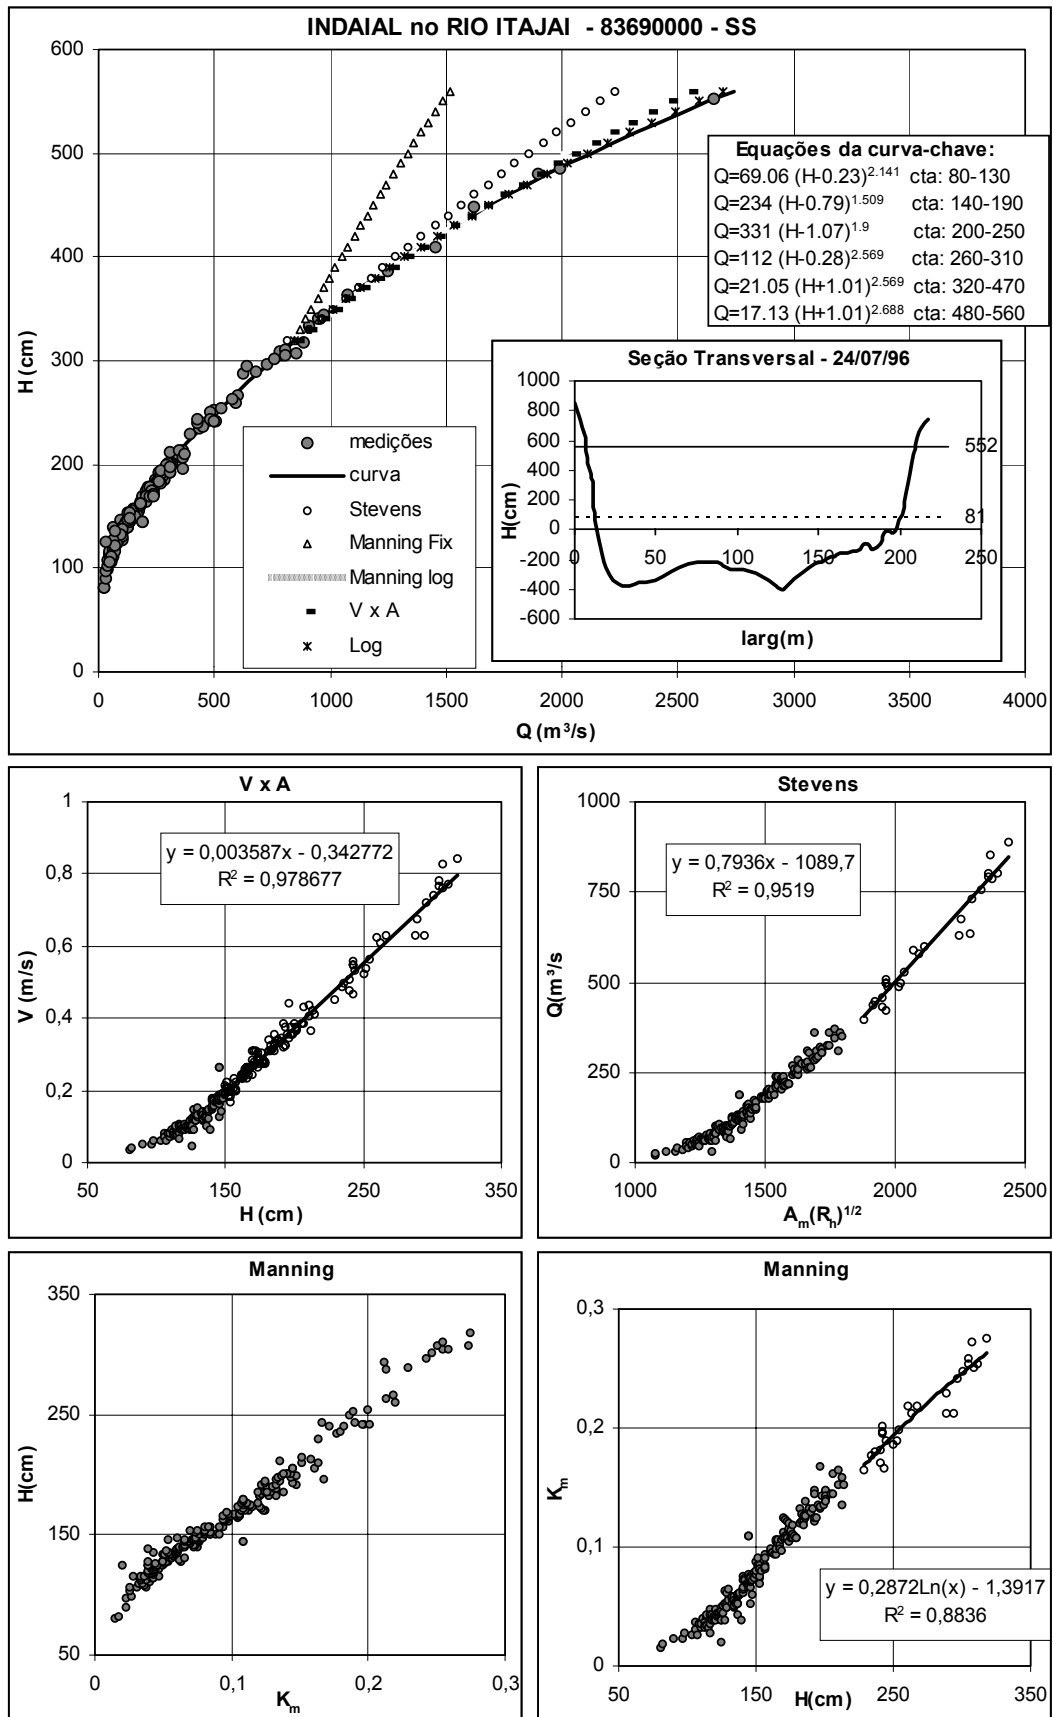 INDAIAL no RIO ITAJAI - 83690000 - SS
600
500
400
300
200
100
0
H (cm)
0 500 1000 1500 2000 2500 3000 3500 4000
Q (m³/s)
Equações da curva-chave:
Q=69.06 (H-0.23)^2.141 cta: 80-130
Q=234 (H-0.79)^1.509 cta: 140-190
Q=331 (H-1.07)^1.9 cta: 200-250
Q=112 (H-0.28)^2.569 cta: 260-310
Q=21.05 (H+1.01)^2.569 cta: 320-470
Q=17.13 (H+1.01)^2.688 cta: 480-560
medições
curva
Stevens
Manning Fix
Manning log
V x A
Log
Seção Transversal - 24/07/96
1000
800
600
400
200
0
-200
-400
-600
H(cm)
552
81
0 50 100 150 200 250
larg(m)
V x A
1
0,8
0,6
0,4
0,2
0
V (m/s)
y = 0,003587x - 0,342772
R² = 0,978677
50 150 250 350
H (cm)
Stevens
1000
750
500
250
0
Q(m³/s
y = 0,7936x - 1089,7
R² = 0,9519
1000 1500 2000 2500
A_m(R_h)^1/2
Manning
350
250
150
50
H(cm)
0 0,1 0,2 0,3
K_m
Manning
0,3
0,2
0,1
0
K_m
y = 0,2872Ln(x) - 1,3917
R² = 0,8836
50 150 250 350
H(cm)